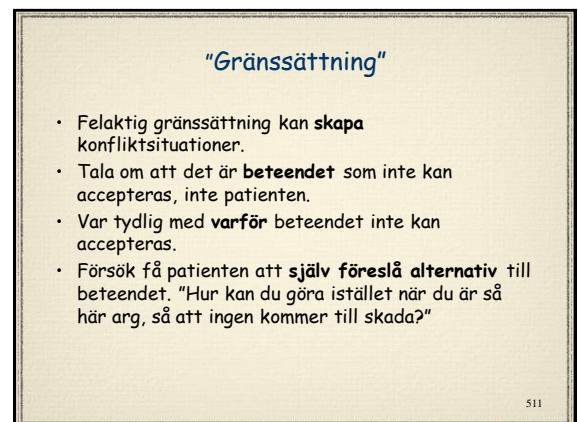 "Gränssättning"
• Felaktig gränssättning kan skapa
konfliktsituationer.
• Tala om att det är beteendet som inte kan
accepteras, inte patienten.
• Var tydlig med varför beteendet inte kan
accepteras.
• Försök få patienten att själv föreslå alternativ till
beteendet. "Hur kan du göra istället när du är så
här arg, så att ingen kommer till skada?"
511